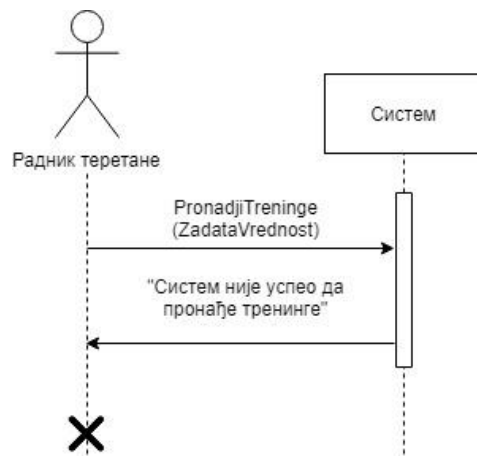 Систем
Радник теретане
PronadjiTreninge
(ZadataVrednost)
"Систем није успео да
пронађе тренинге"